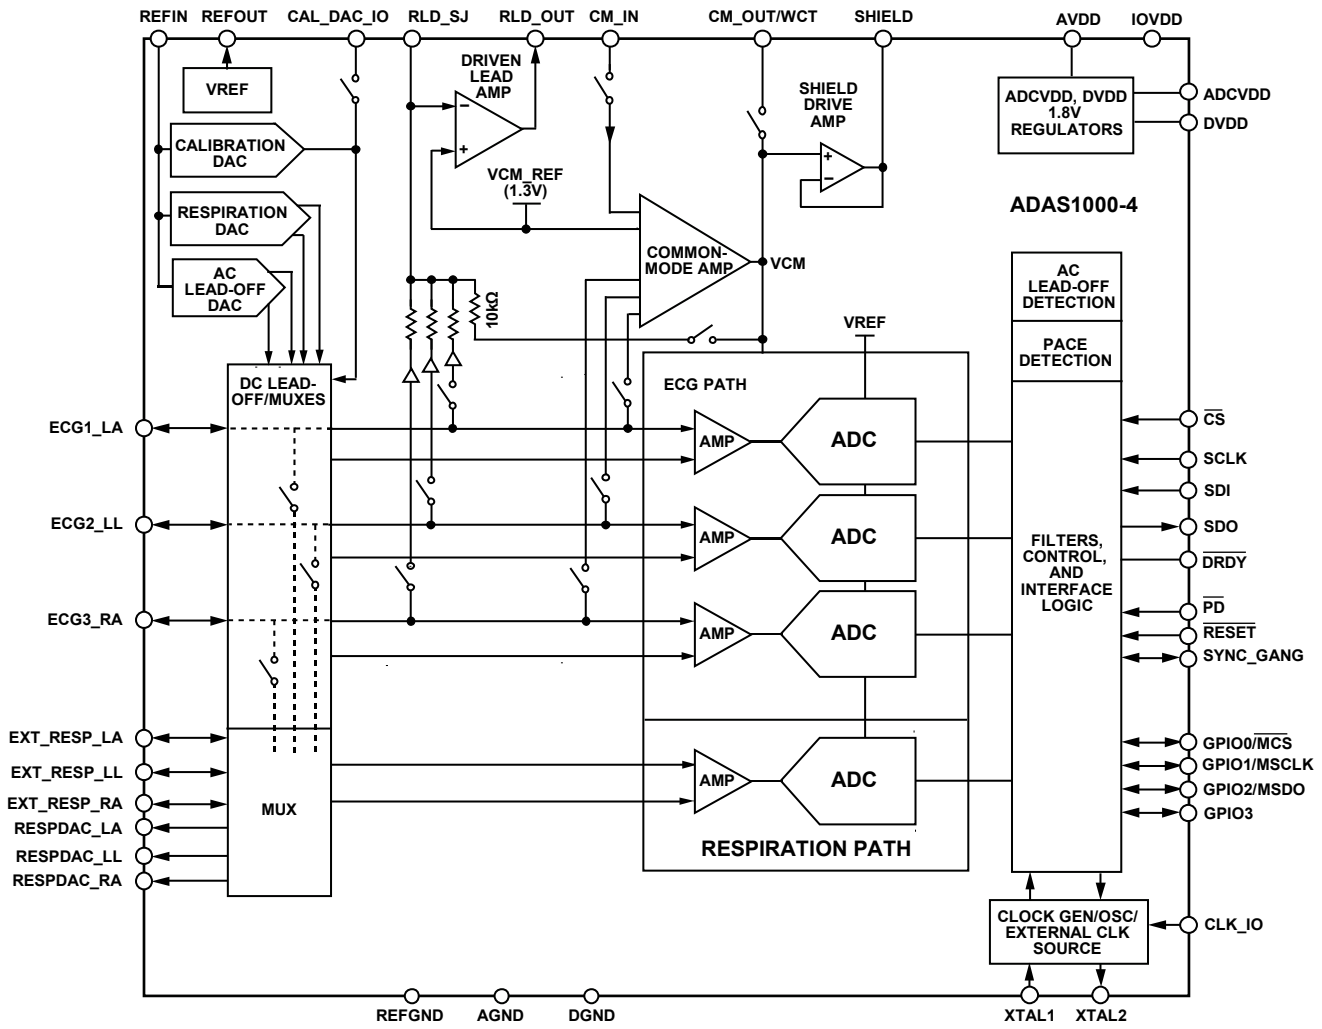 REFIN REFOUT CAL_DAC_IO RLD_SJ RLD_OUT CM_IN CM_OUT/WCT SHIELD AVDD IOVDD
VREF
CALIBRATION
DAC
RESPIRATION
DAC
AC
LEAD-OFF
DAC
DRIVEN
LEAD
AMP
–
+
VCM_REF
(1.3V)
10kΩ
COMMON-
MODE AMP
VCM
SHIELD
DRIVE
AMP
+
–
ADCVDD, DVDD
1.8V
REGULATORS
ADCVDD
DVDD
ADAS1000-4
DC LEAD-
OFF/MUXES
MUX
ECG1_LA
ECG2_LL
ECG3_RA
EXT_RESP_LA
EXT_RESP_LL
EXT_RESP_RA
RESPDAC_LA
RESPDAC_LL
RESPDAC_RA
VREF
ECG PATH
AMP ADC
AMP ADC
AMP ADC
AMP ADC
RESPIRATION PATH
AC
LEAD-OFF
DETECTION
PACE
DETECTION
FILTERS,
CONTROL,
AND
INTERFACE
LOGIC
C̅S̅
SCLK
SDI
SDO
D̅R̅D̅Y̅
P̅D̅
R̅E̅S̅E̅T̅
SYNC_GANG
GPIO0/M̅C̅S̅
GPIO1/MSCLK
GPIO2/MSDO
GPIO3
CLOCK GEN/OSC/
EXTERNAL CLK
SOURCE
CLK_IO
REFGND AGND DGND XTAL1 XTAL2